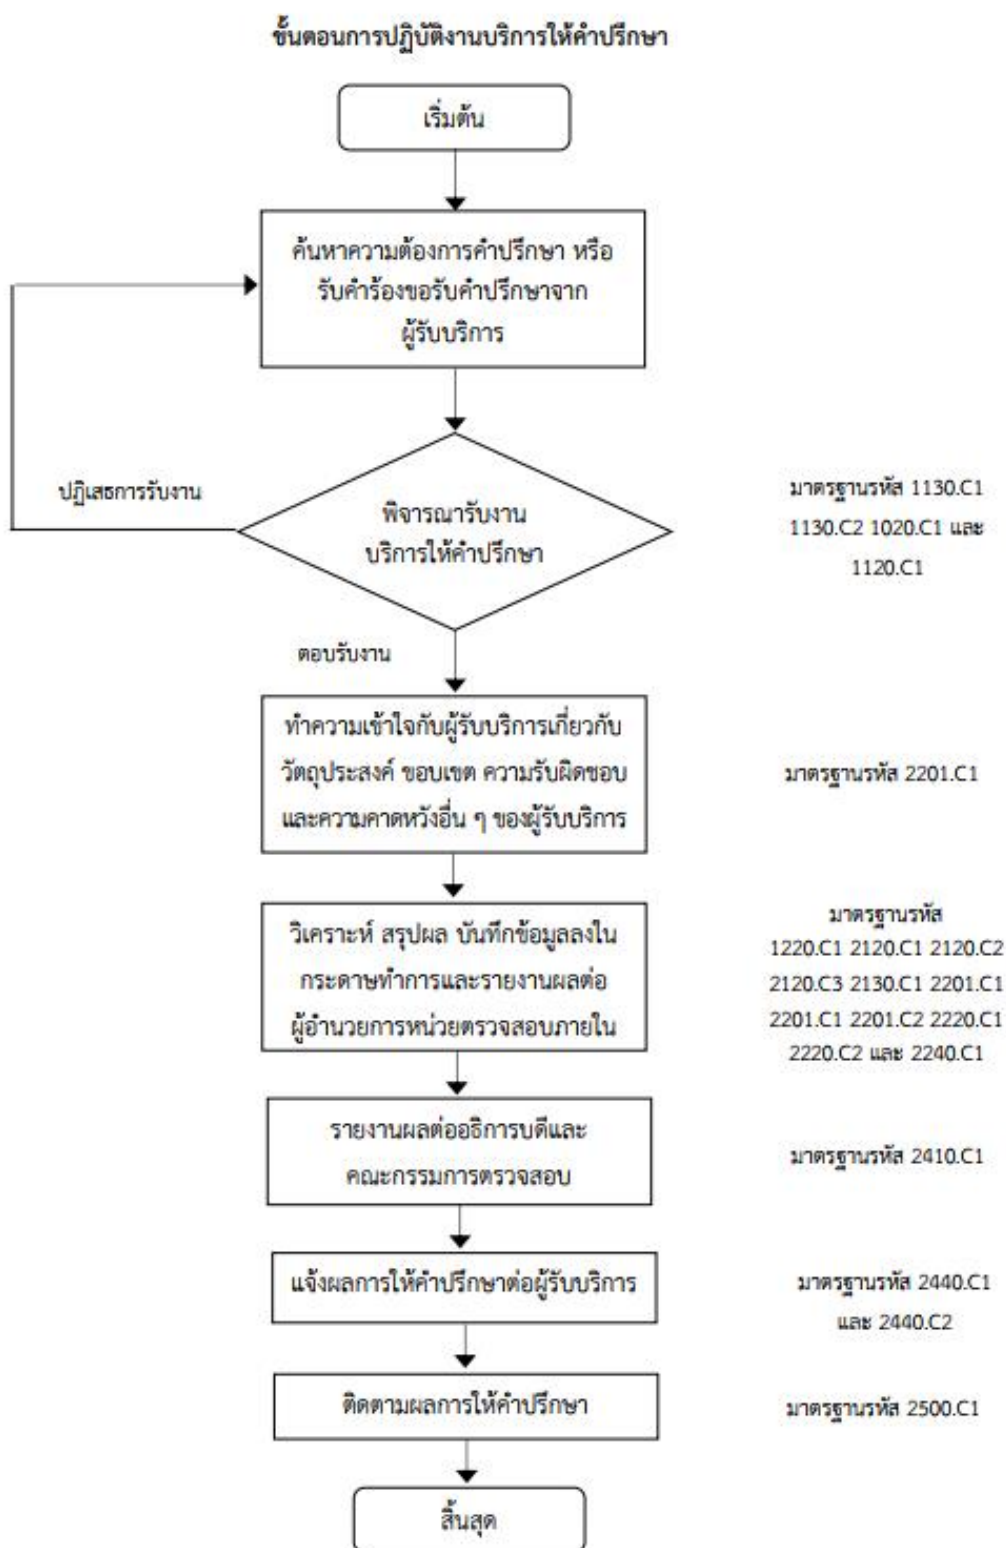 ขั้นตอนการปฏิบัติงานบริการให้คำปรึกษา
เริ่มต้น
ค้นหาความต้องการคำปรึกษา หรือ
รับคำร้องขอรับคำปรึกษาจาก
ผู้รับบริการ
ปฏิเสธการรับงาน
พิจารณารับงาน
บริการให้คำปรึกษา
มาตรฐานรหัส 1130.C1
1130.C2 1020.C1 และ
1120.C1
ตอบรับงาน
ทำความเข้าใจกับผู้รับบริการเกี่ยวกับ
วัตถุประสงค์ ขอบเขต ความรับผิดชอบ
และความคาดหวังอื่น ๆ ของผู้รับบริการ
มาตรฐานรหัส 2201.C1
วิเคราะห์ สรุปผล บันทึกข้อมูลลงใน
กระดาษทำการและรายงานผลต่อ
ผู้อำนวยการหน่วยตรวจสอบภายใน
มาตรฐานรหัส
1220.C1 2120.C1 2120.C2
2120.C3 2130.C1 2201.C1
2201.C1 2201.C2 2220.C1
2220.C2 และ 2240.C1
รายงานผลต่ออธิการบดีและ
คณะกรรมการตรวจสอบ
มาตรฐานรหัส 2410.C1
แจ้งผลการให้คำปรึกษาต่อผู้รับบริการ
มาตรฐานรหัส 2440.C1
และ 2440.C2
ติดตามผลการให้คำปรึกษา
มาตรฐานรหัส 2500.C1
สิ้นสุด